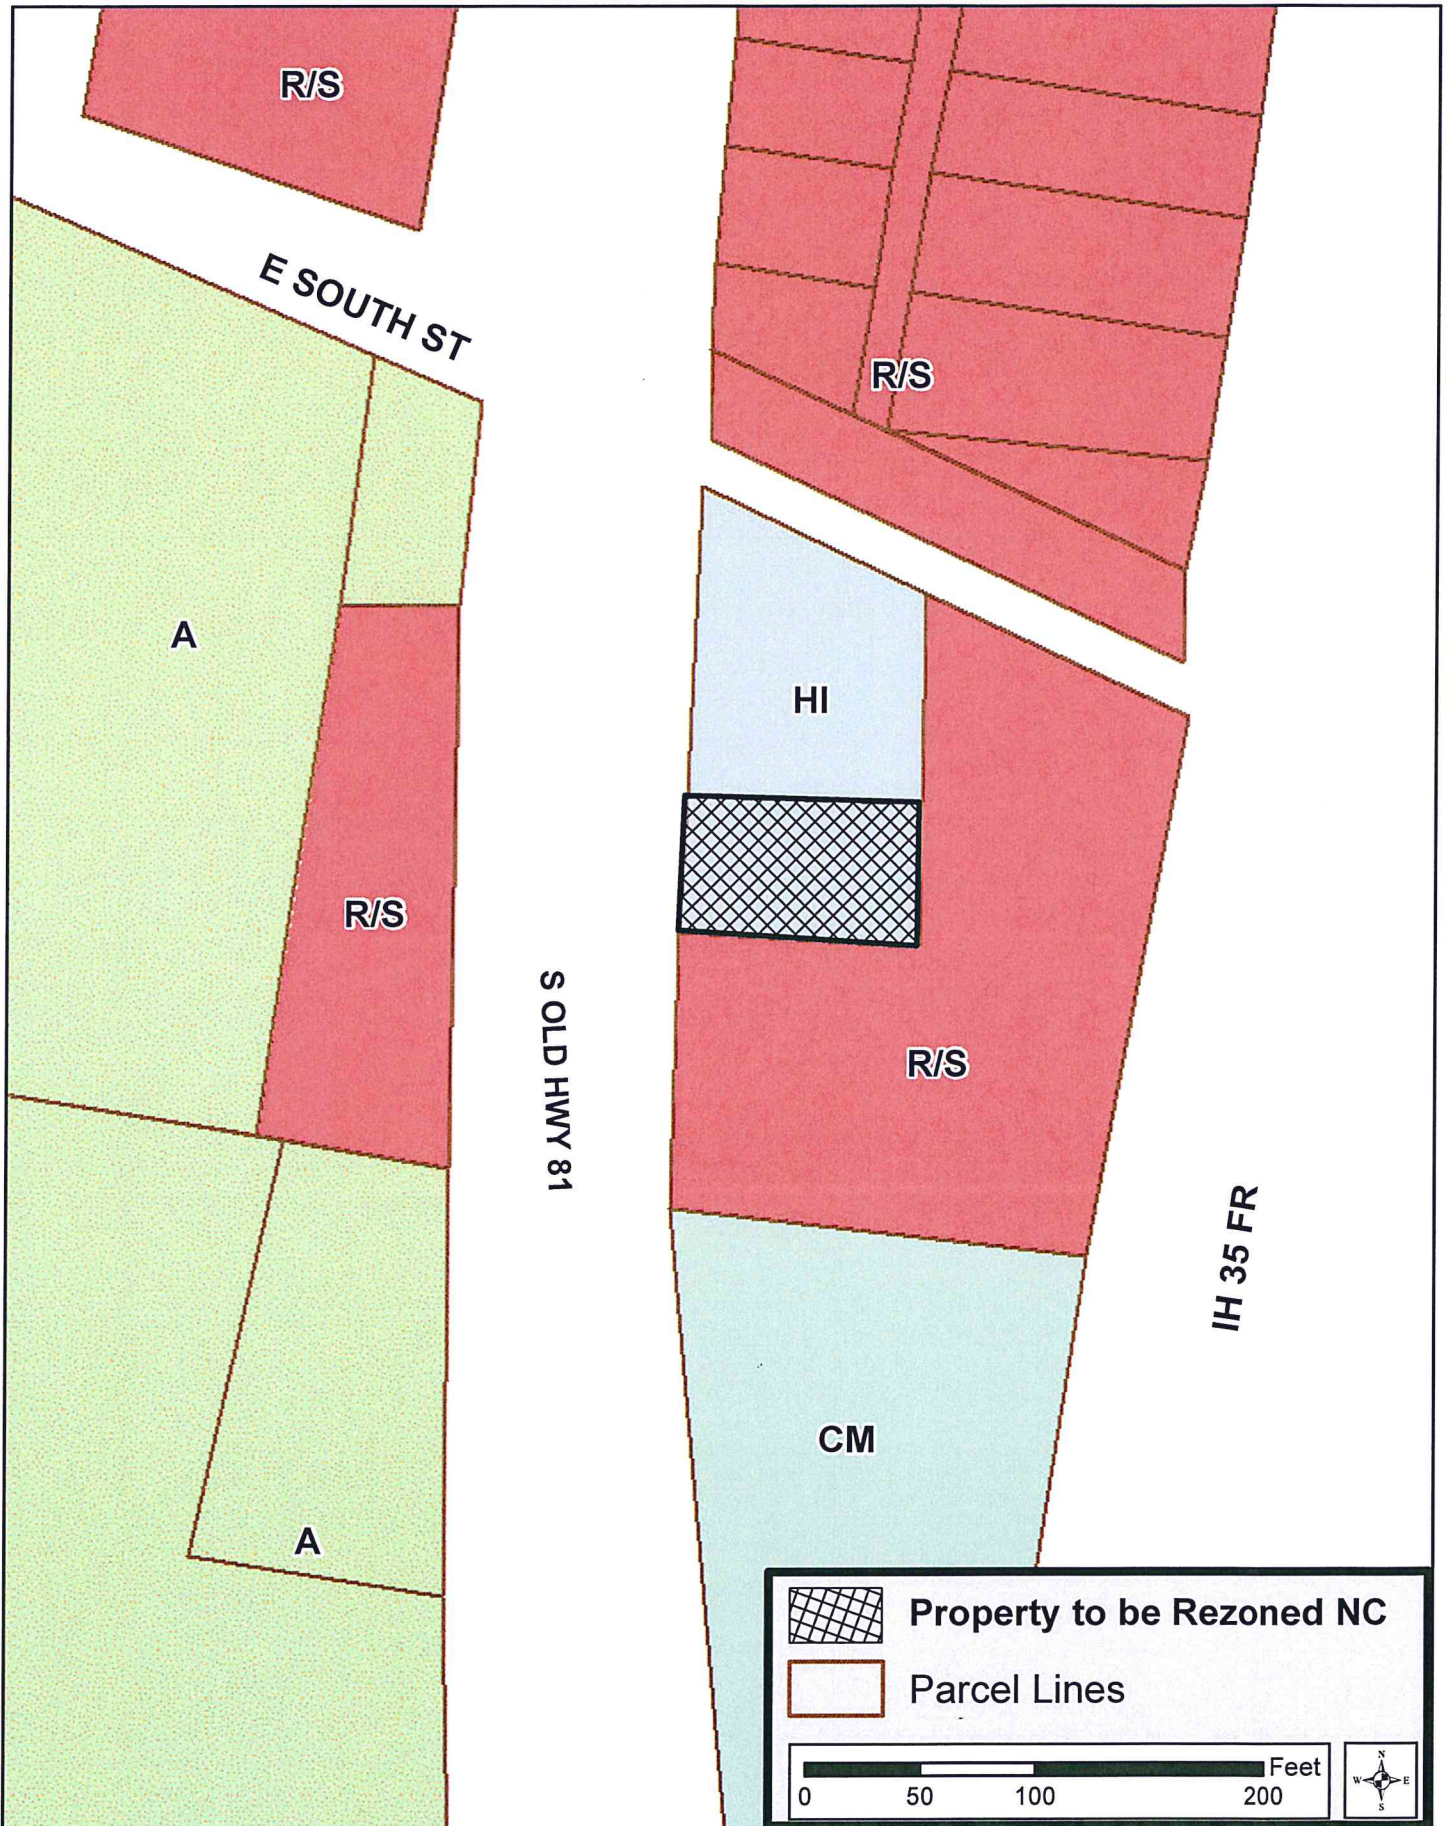 R/S
E SOUTH ST
R/S
A
HI
R/S
S OLD HWY 81
R/S
IH 35 FR
CM
A
Property to be Rezoned NC
Parcel Lines
Feet
0 50 100 200
N
W E
S